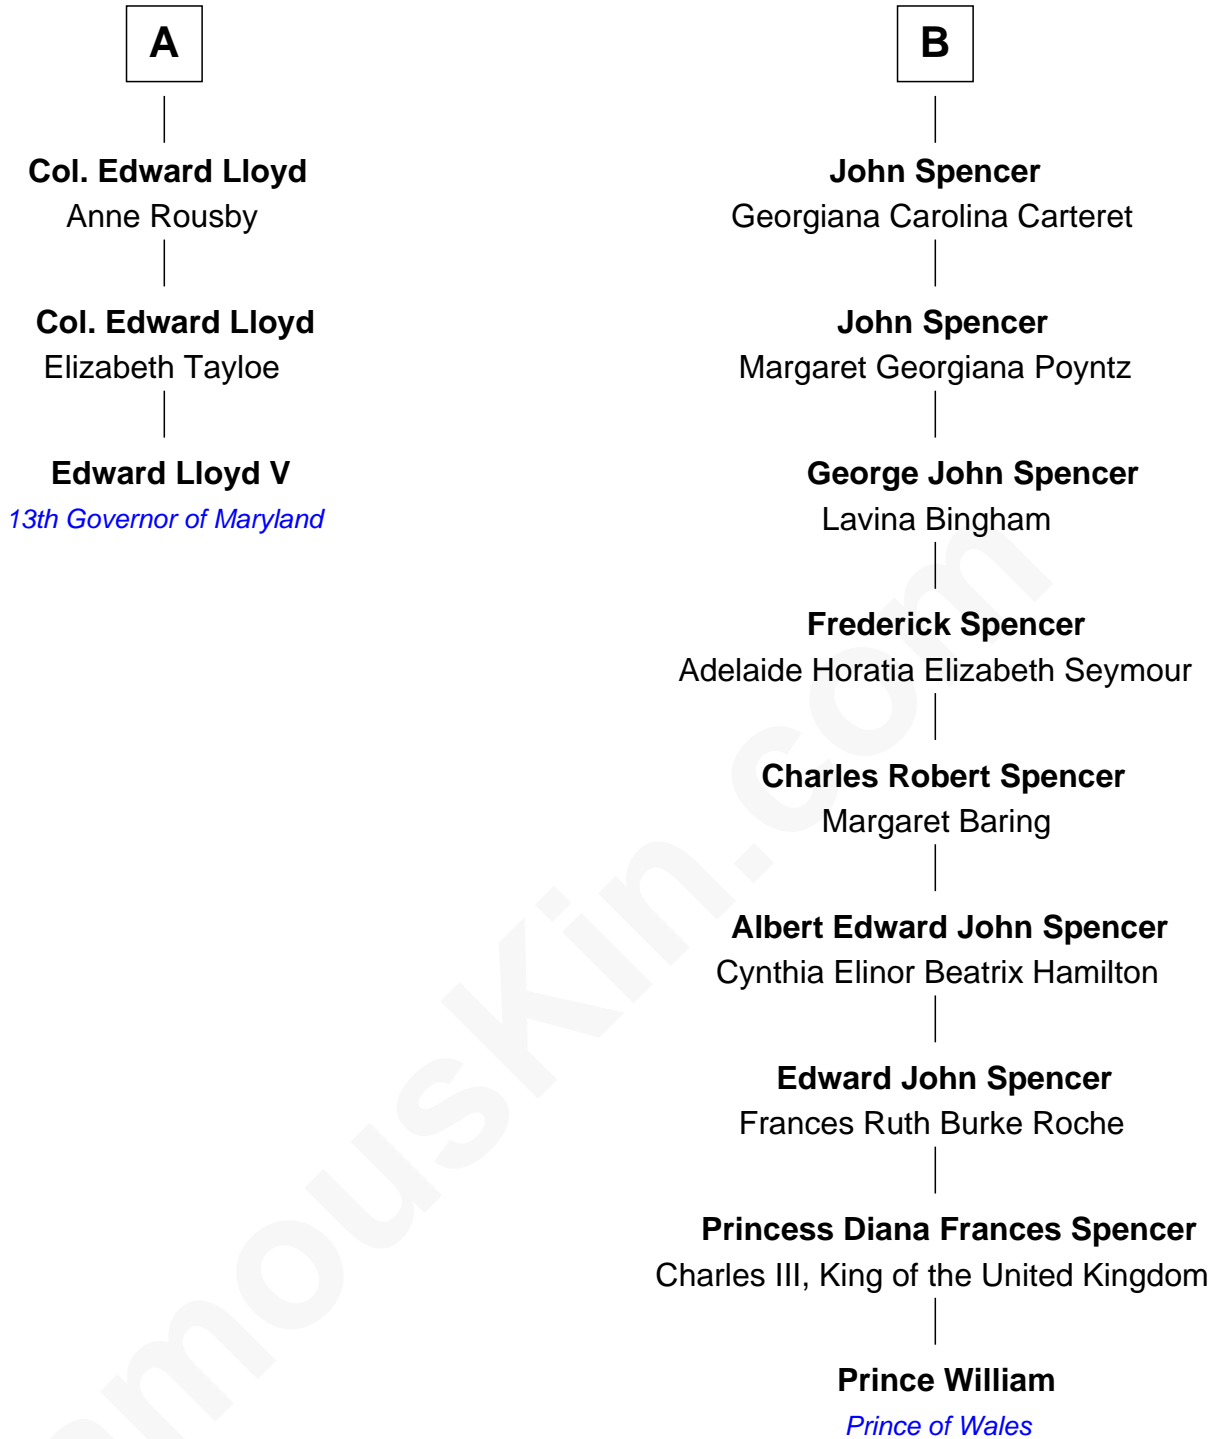 A
Col. Edward Lloyd
Anne Rousby
Col. Edward Lloyd
Elizabeth Tayloe
Edward Lloyd V
13th Governor of Maryland
B
John Spencer
Georgiana Carolina Carteret
John Spencer
Margaret Georgiana Poyntz
George John Spencer
Lavina Bingham
Frederick Spencer
Adelaide Horatia Elizabeth Seymour
Charles Robert Spencer
Margaret Baring
Albert Edward John Spencer
Cynthia Elinor Beatrix Hamilton
Edward John Spencer
Frances Ruth Burke Roche
Princess Diana Frances Spencer
Charles III, King of the United Kingdom
Prince William
Prince of Wales
amousKin.com